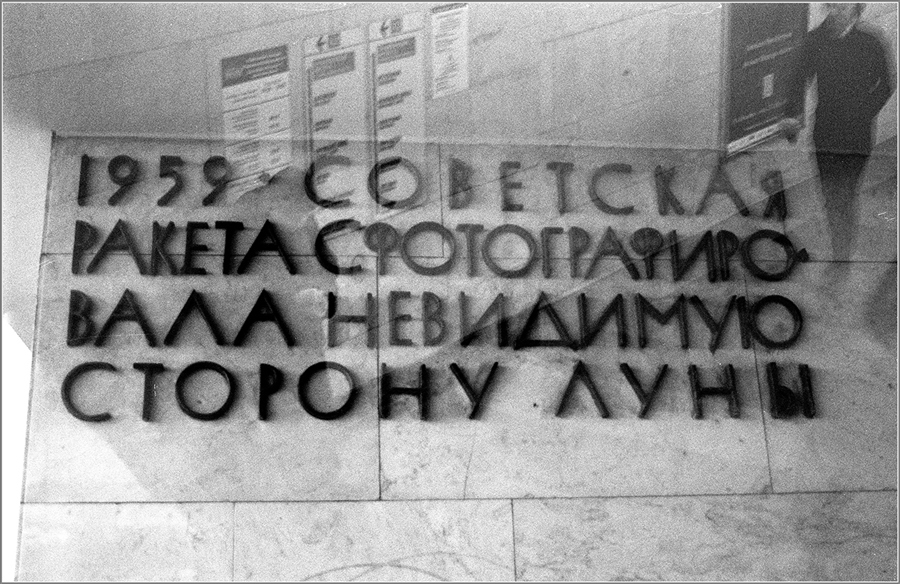 1959 СОВЕТСКАЯ
РАКЕТА СФОТОГРАФИРО-
ВАЛА НЕВИДИМУЮ
СТОРОНУ ЛУНЫ